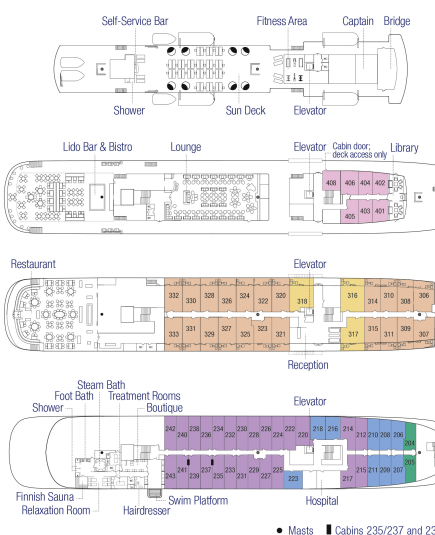 Self-Service Bar Fitness Area Captain Bridge
Shower Sun Deck Elevator
Lido Bar & Bistro Lounge Elevator Cabin door; Library
deck access only
408 406 404 402
405 403 401
Restaurant Elevator
332 330 328 326 324 322 320 318 316 314 310 308 306
333 331 329 327 325 323 321 317 315 311 309 307
Reception
Steam Bath
Foot Bath Treatment Rooms
Shower Boutique Elevator
242 240 238 236 234 232 230 228 226 224 222 220 218 216 214 212 210 208 206 204
243 241 239 237 235 233 231 229 227 225 223 217 215 211 209 207 205
Finnish Sauna Swim Platform Hospital
Relaxation Room Hairdresser
Masts Cabins 235/237 and 23